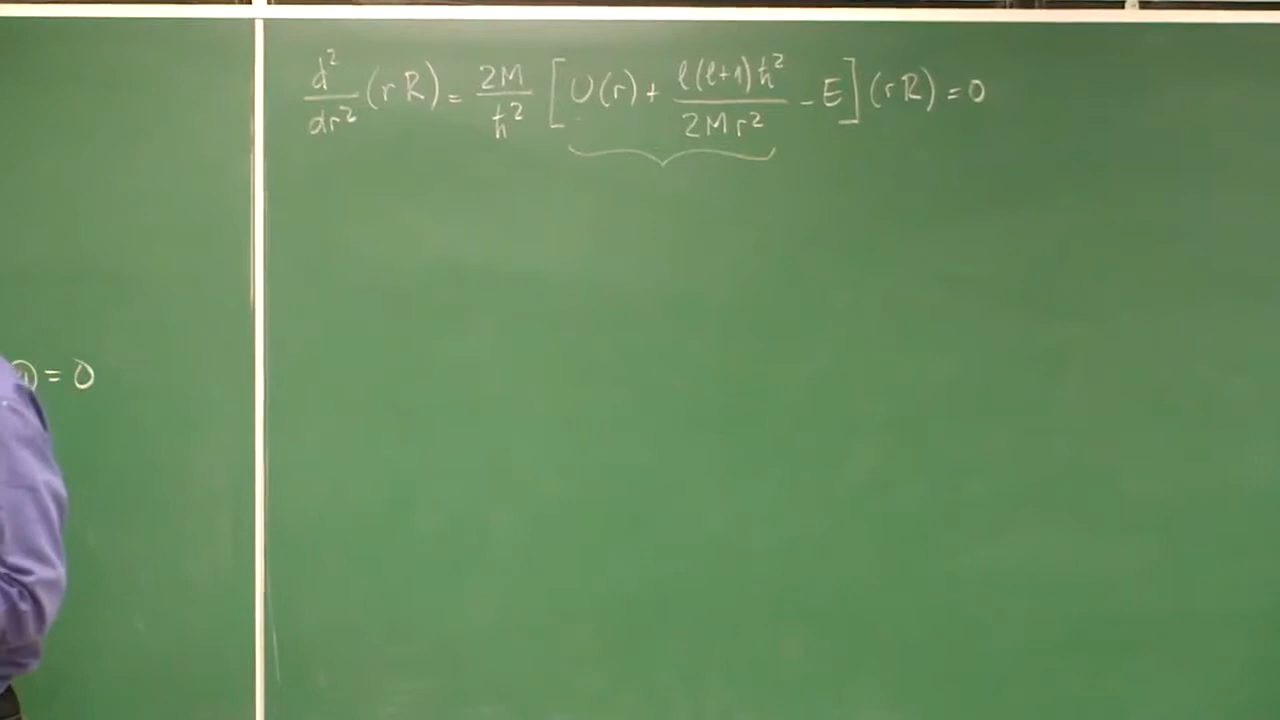 d²/dr² (rR) = 2M/ħ² [U(r) + ℓ(ℓ+1)ħ²/2Mr² - E] (rR) = 0
= 0